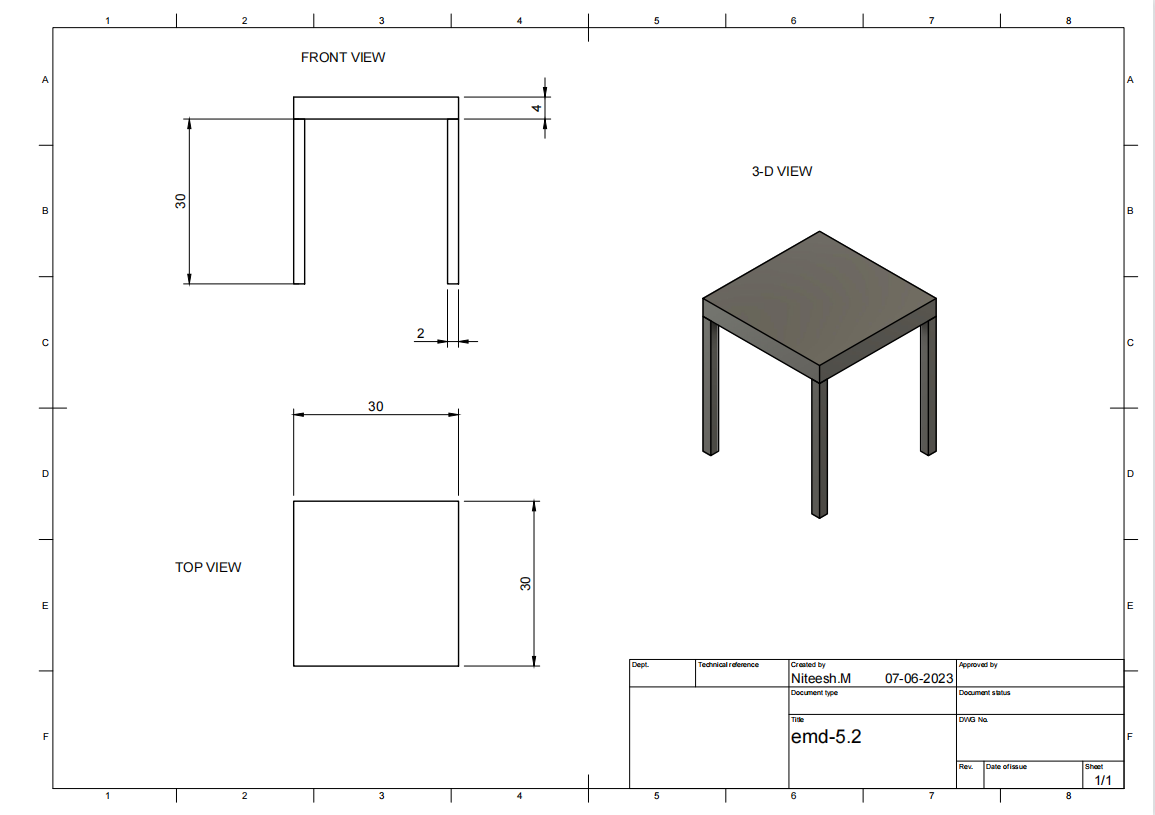 1 2 3 4 5 6 7 8
FRONT VIEW
A A
4
3-D VIEW
30
B B
2
C C
30
D D
TOP VIEW
30
E E
Dept. Technical reference Created by Approved by
Niteesh.M 07-06-2023
Document type Document status
Title DWG No.
emd-5.2
F F
Rev. Date of issue Sheet
1/1
1 2 3 4 5 6 7 8